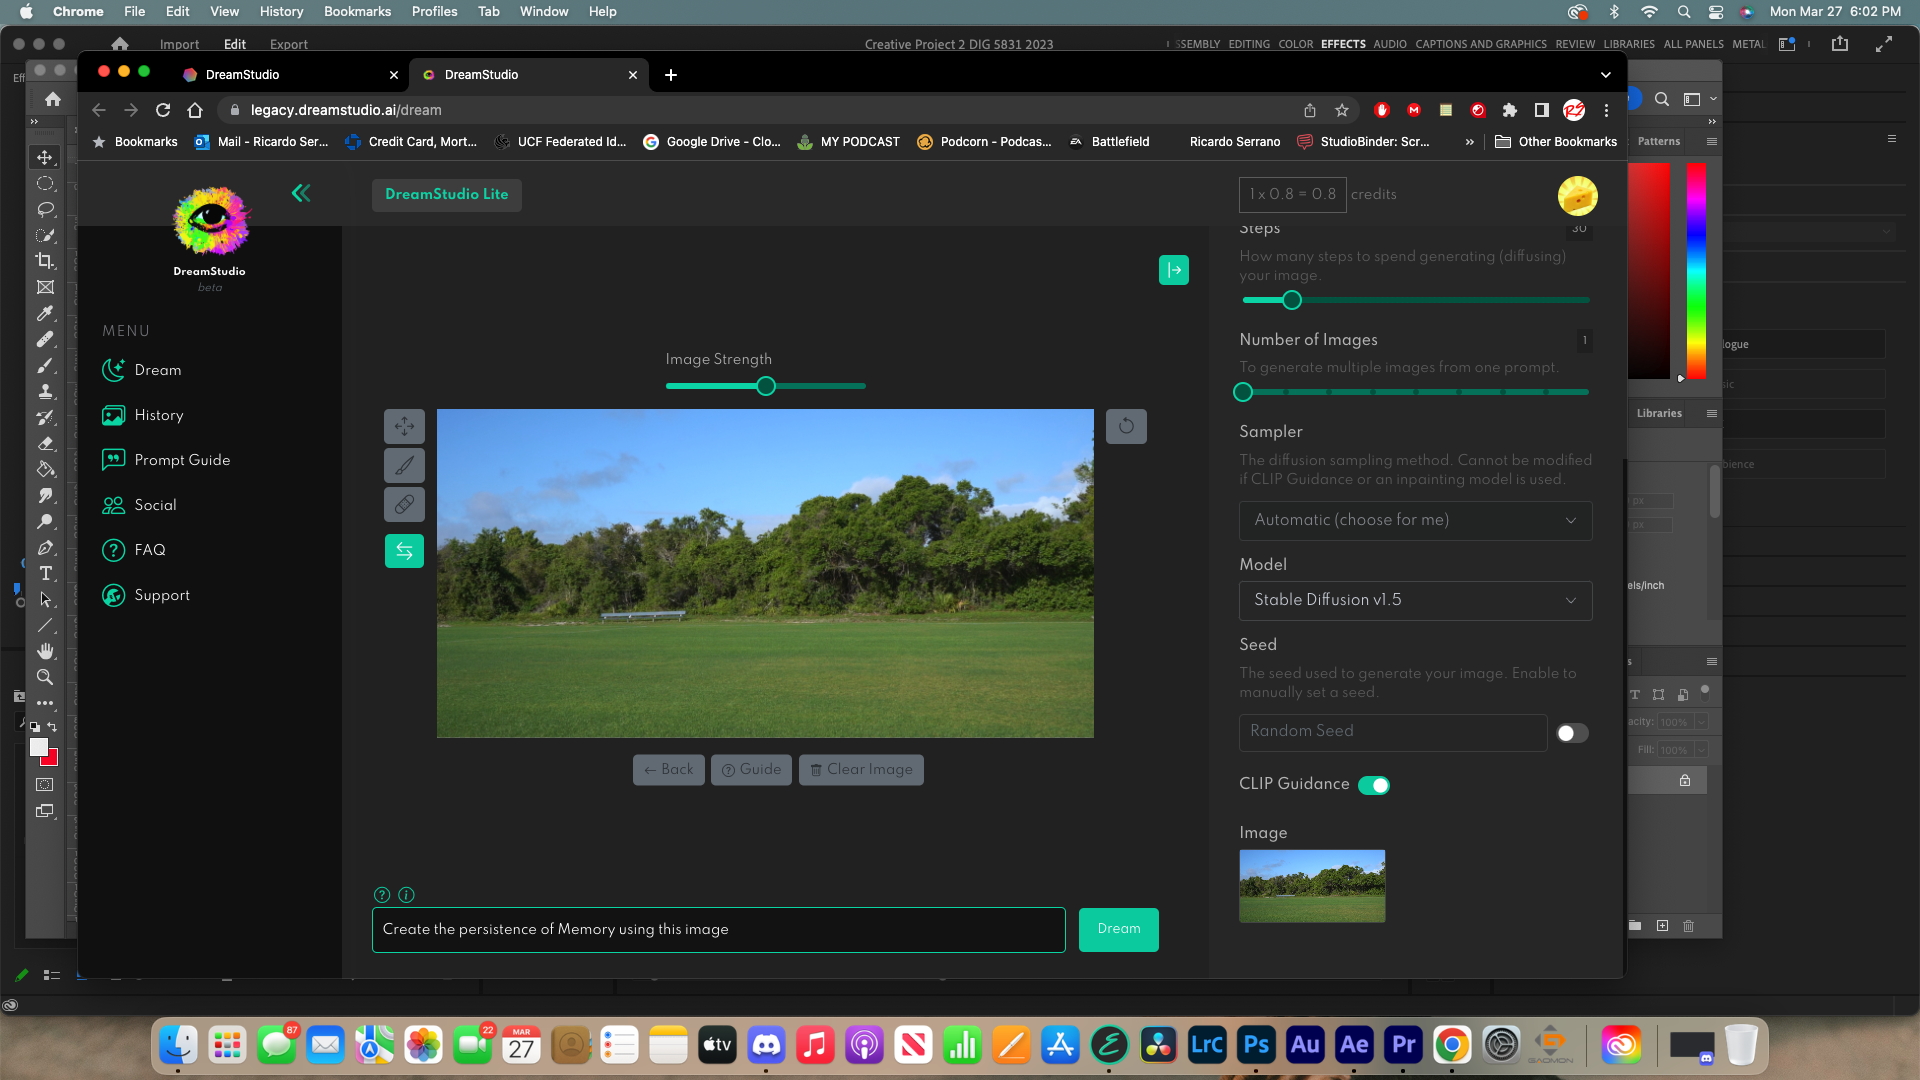 Chrome File Edit View History Bookmarks Profiles Tab Window Help
Mon Mar 27 6:02 PM
Import Edit Export
Creative Project 2 DIG 5831 2023
SSEMBLY EDITING COLOR EFFECTS AUDIO CAPTIONS AND GRAPHICS REVIEW LIBRARIES ALL PANELS METAL
DreamStudio
DreamStudio
legacy.dreamstudio.ai/dream
Bookmarks
Mail - Ricardo Ser...
Credit Card, Mort...
UCF Federated Id...
Google Drive - Clo...
MY PODCAST
Podcorn - Podcas...
Battlefield
Ricardo Serrano
StudioBinder: Scr...
Other Bookmarks
Patterns
DreamStudio
beta
DreamStudio Lite
1 x 0.8 = 0.8 credits
Steps 30
How many steps to spend generating (diffusing)
your image.
MENU
Dream
History
Prompt Guide
Social
FAQ
Support
Image Strength
Number of Images 1
To generate multiple images from one prompt.
Sampler
The diffusion sampling method. Cannot be modified
if CLIP Guidance or an inpainting model is used.
Automatic (choose for me)
Model
Stable Diffusion v1.5
Seed
The seed used to generate your image. Enable to
manually set a seed.
Random Seed
CLIP Guidance
Image
Back
Guide
Clear Image
Create the persistence of Memory using this image
Dream
logue
sic
Libraries
bience
px
px
els/inch
acity: 100%
Fill: 100%
87
22
MAR
27
tv
LrC
Ps
Au
Ae
Pr
GAOMON